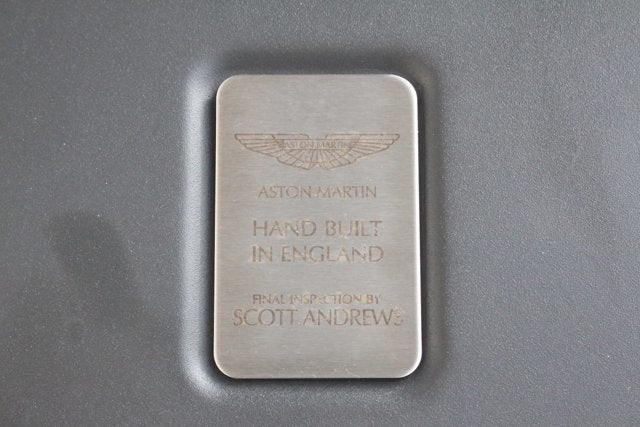 ASTON MARTIN
ASTON MARTIN
HAND BUILT
IN ENGLAND
FINAL INSPECTION BY
SCOTT ANDREWS